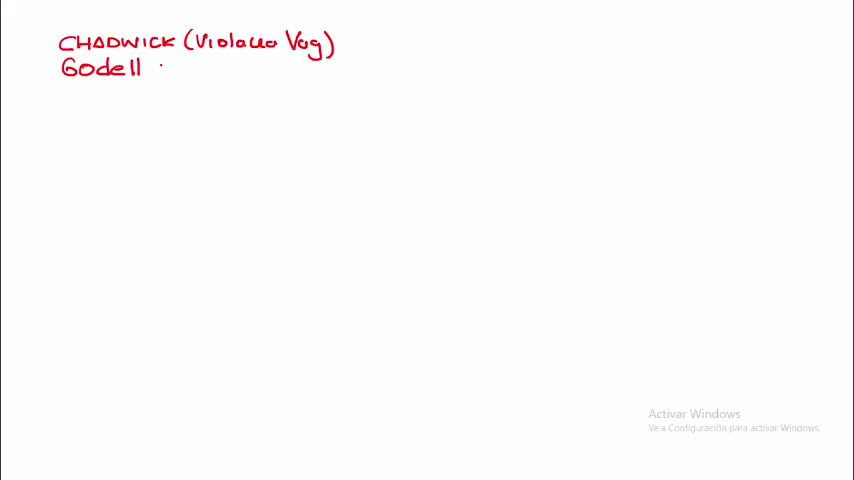 CHADWICK (Violaceo Vag)
Godell
Activar Windows
Ve a Configuración para activar Windows.